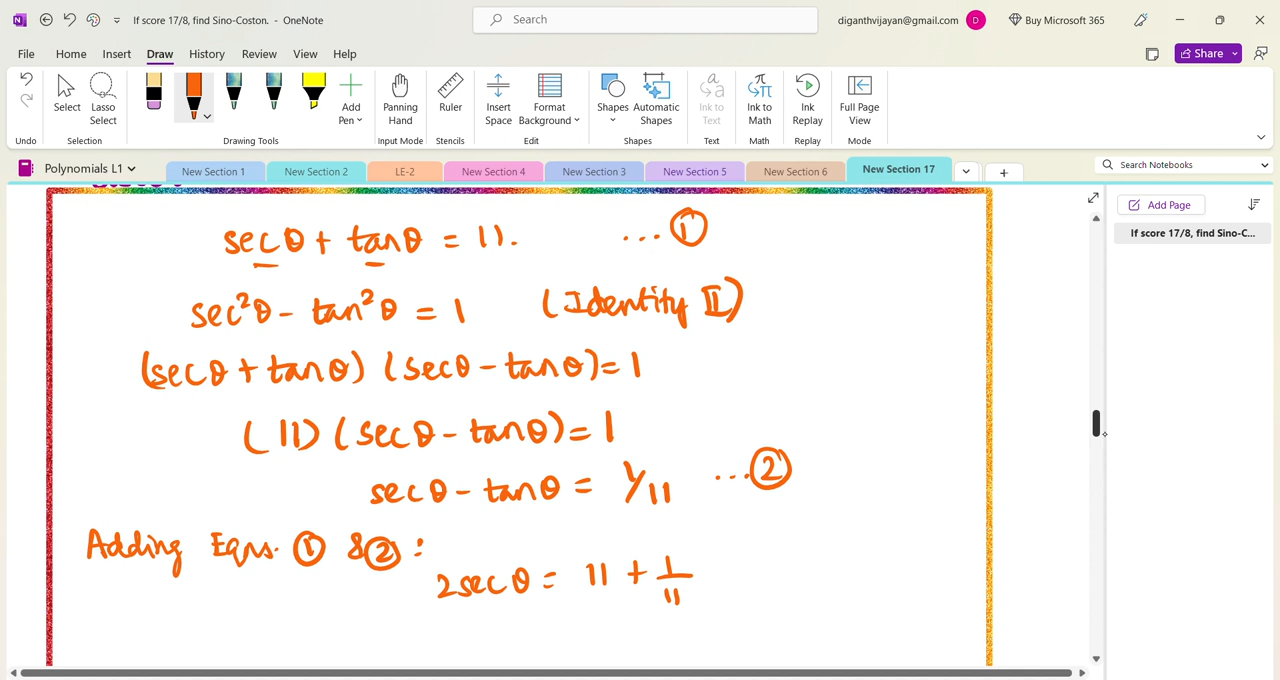 If score 17/8, find Sino-Coston. - OneNote
Search
diganthvijayan@gmail.com
D
Buy Microsoft 365
File Home Insert Draw History Review View Help
Share
Undo
Select
Lasso Select
Add Pen
Panning Hand
Ruler
Insert Space
Format Background
Shapes
Automatic Shapes
Ink to Text
Ink to Math
Ink Replay
Full Page View
Selection
Drawing Tools
Input Mode
Stencils
Edit
Shapes
Text
Math
Replay
Mode
Polynomials L1
New Section 1
New Section 2
LE-2
New Section 4
New Section 3
New Section 5
New Section 6
New Section 17
Search Notebooks
Add Page
If score 17/8, find Sino-C...
secθ + tanθ = 11. ... ①
sec²θ - tan²θ = 1 (Identity II)
(secθ + tanθ) (secθ - tanθ) = 1
(11) (secθ - tanθ) = 1
secθ - tanθ = 1/11 ... ②
Adding Eqns. ① & ② :
2secθ = 11 + 1/11